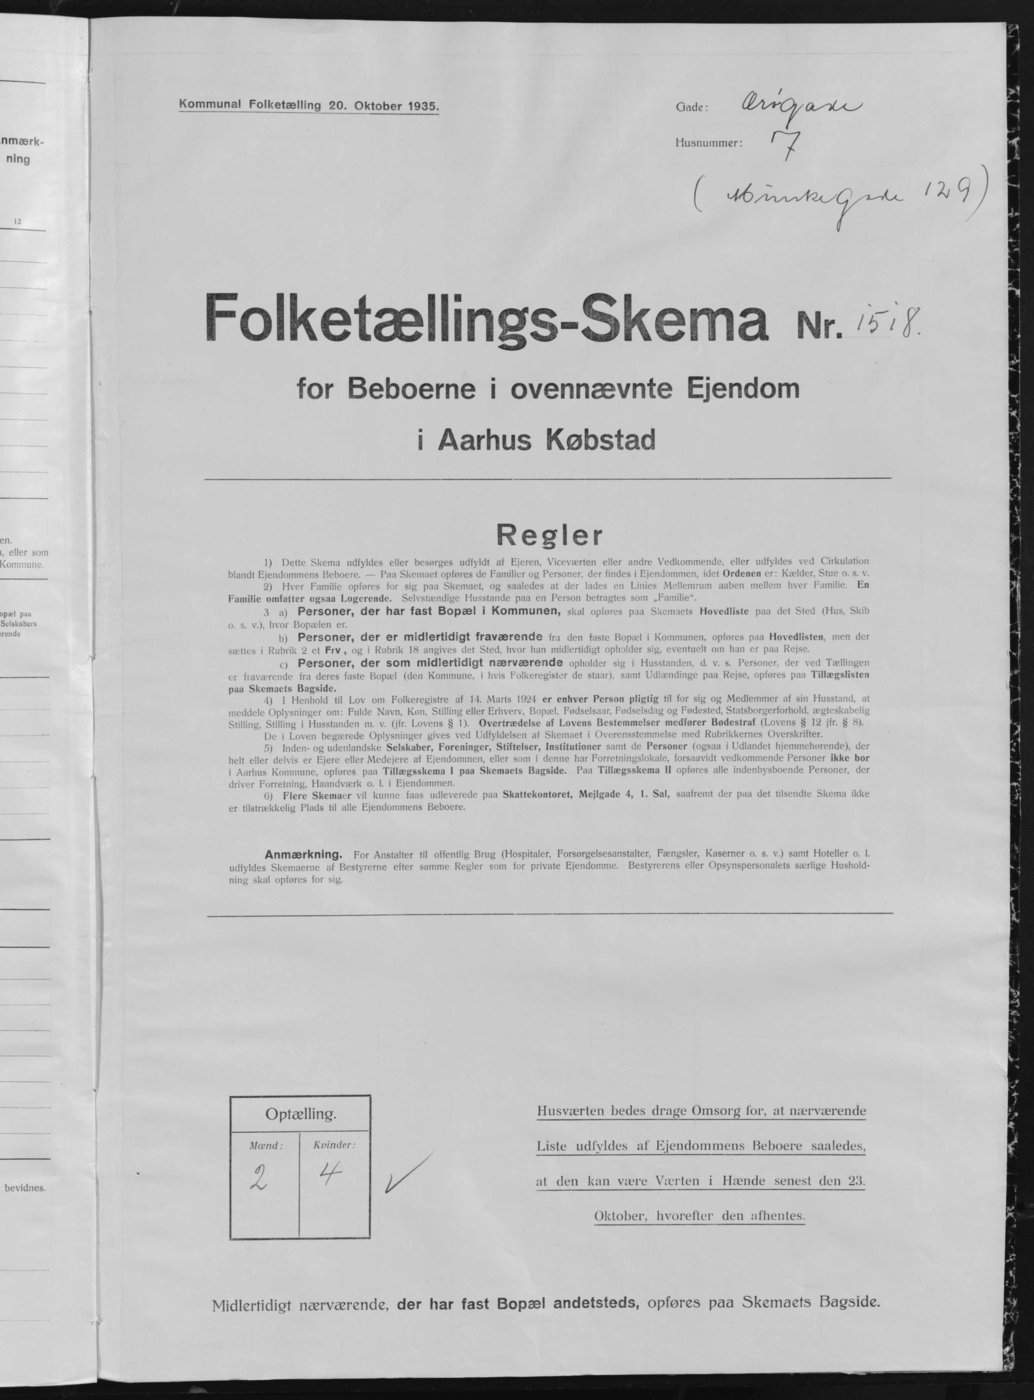 nmærk-
ning
12
en.
, eller som
Kommune.
opæl paa
Selskabers
rende
bevidnes.
Kommunal Folketælling 20. Oktober 1935.
Gade: Ærøgade
Husnummer: 7
( Munkegade 129)
Folketællings-Skema Nr. 1518.
for Beboerne i ovennævnte Ejendom
i Aarhus Købstad
Regler
1) Dette Skema udfyldes eller besørges udfyldt af Ejeren, Viceværten eller andre Vedkommende, eller udfyldes ved Cirkulation
blandt Ejendommens Beboere. — Paa Skemaet opføres de Familier og Personer, der findes i Ejendommen, idet Ordenen er: Kælder, Stue o. s. v.
2) Hver Familie opføres for sig paa Skemaet, og saaledes at der lades en Linies Mellemrum aaben mellem hver Familie. En
Familie omfatter ogsaa Logerende. Selvstændige Husstande paa en Person betragtes som „Familie“.
3 a) Personer, der har fast Bopæl i Kommunen, skal opføres paa Skemaets Hovedliste paa det Sted (Hus, Skib
o. s. v.), hvor Bopælen er.
b) Personer, der er midlertidigt fraværende fra den faste Bopæl i Kommunen, opføres paa Hovedlisten, men der
sættes i Rubrik 2 et Frv , og i Rubrik 18 angives det Sted, hvor han midlertidigt opholder sig, eventuelt om han er paa Rejse.
c) Personer, der som midlertidigt nærværende opholder sig i Husstanden, d. v. s. Personer, der ved Tællingen
er fraværende fra deres faste Bopæl (den Kommune, i hvis Folkeregister de staar), samt Udlændinge paa Rejse, opføres paa Tillægslisten
paa Skemaets Bagside.
4) I Henhold til Lov om Folkeregistre af 14. Marts 1924 er enhver Person pligtig til for sig og Medlemmer af sin Husstand, at
meddele Oplysninger om: Fulde Navn, Køn, Stilling eller Erhverv, Bopæl, Fødselsaar, Fødselsdag og Fødested, Statsborgerforhold, ægteskabelig
Stilling, Stilling i Husstanden m. v. (jfr. Lovens § 1). Overtrædelse af Lovens Bestemmelser medfører Bødestraf (Lovens § 12 jfr. § 8).
De i Loven begærede Oplysninger gives ved Udfyldelsen af Skemaet i Overensstemmelse med Rubrikkernes Overskrifter.
5) Inden- og udenlandske Selskaber, Foreninger, Stiftelser, Institutioner samt de Personer (ogsaa i Udlandet hjemmehørende), der
helt eller delvis er Ejere eller Medejere af Ejendommen, eller som i denne har Forretningslokale, forsaavidt vedkommende Personer ikke bor
i Aarhus Kommune, opføres paa Tillægsskema I paa Skemaets Bagside. Paa Tillægsskema II opføres alle indenbysboende Personer, der
driver Forretning, Haandværk o. l. i Ejendommen.
6) Flere Skemaer vil kunne faas udleverede paa Skattekontoret, Mejlgade 4, 1. Sal, saafremt der paa det tilsendte Skema ikke
er tilstrækkelig Plads til alle Ejendommens Beboere.
Anmærkning. For Anstalter til offentlig Brug (Hospitaler, Forsørgelsesanstalter, Fængsler, Kaserner o. s. v.) samt Hoteller o. l.
udfyldes Skemaerne af Bestyrerne efter samme Regler som for private Ejendomme. Bestyrerens eller Opsynspersonalets særlige Hushold-
ning skal opføres for sig.
Optælling.
Mænd: Kvinder:
2 4
Husværten bedes drage Omsorg for, at nærværende
Liste udfyldes af Ejendommens Beboere saaledes,
at den kan være Værten i Hænde senest den 23.
Oktober, hvorefter den afhentes.
Midlertidigt nærværende, der har fast Bopæl andetsteds, opføres paa Skemaets Bagside.